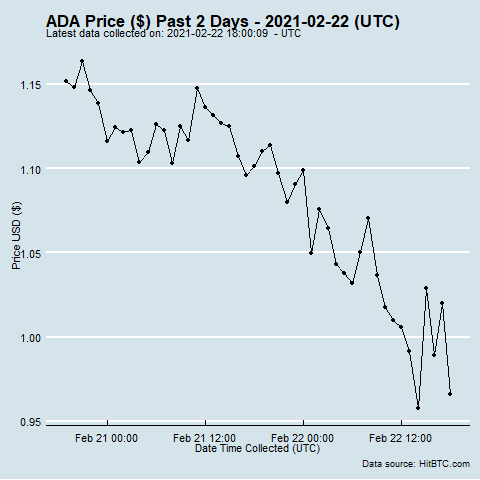 ADA Price ($) Past 2 Days - 2021-02-22 (UTC)
Latest data collected on: 2021-02-22 18:00:09 - UTC
1.15
1.10
1.05
1.00
0.95
Price USD ($)
Feb 21 00:00 Feb 21 12:00 Feb 22 00:00 Feb 22 12:00
Date Time Collected (UTC)
Data source: HitBTC.com